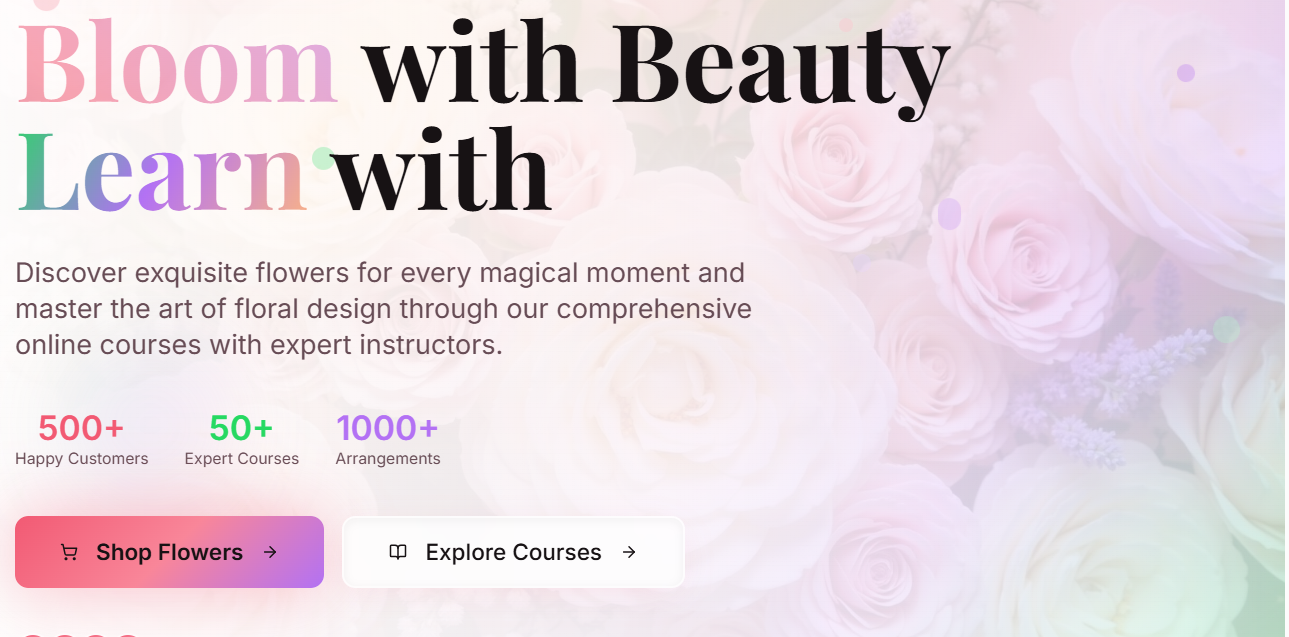 Bloom with Beauty
Learn with
Discover exquisite flowers for every magical moment and
master the art of floral design through our comprehensive
online courses with expert instructors.
500+ 50+ 1000+
Happy Customers Expert Courses Arrangements
Shop Flowers Explore Courses